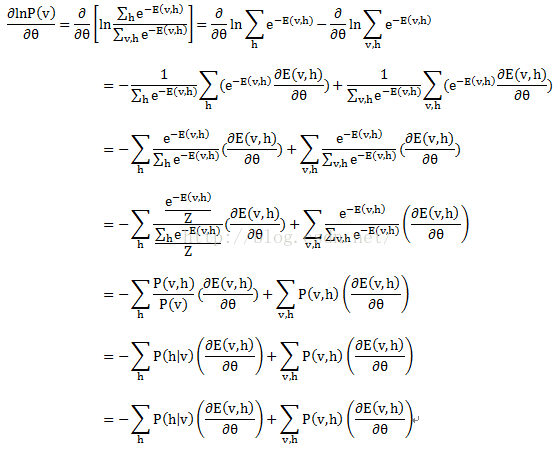 ∂lnP(v)/∂θ = ∂/∂θ [ln (∑_h e^{-E(v,h)})/(∑_{v,h} e^{-E(v,h)})] = ∂/∂θ ln ∑_h e^{-E(v,h)} − ∂/∂θ ln ∑_{v,h} e^{-E(v,h)}
= − 1/(∑_h e^{-E(v,h)}) ∑_h (e^{-E(v,h)} ∂E(v,h)/∂θ) + 1/(∑_{v,h} e^{-E(v,h)}) ∑_{v,h} (e^{-E(v,h)} ∂E(v,h)/∂θ)
= − ∑_h e^{-E(v,h)}/(∑_h e^{-E(v,h)}) (∂E(v,h)/∂θ) + ∑_{v,h} e^{-E(v,h)}/(∑_{v,h} e^{-E(v,h)}) (∂E(v,h)/∂θ)
= − ∑_h (e^{-E(v,h)}/Z)/((∑_h e^{-E(v,h)})/Z) (∂E(v,h)/∂θ) + ∑_{v,h} e^{-E(v,h)}/(∑_{v,h} e^{-E(v,h)}) (∂E(v,h)/∂θ)
= − ∑_h P(v,h)/P(v) (∂E(v,h)/∂θ) + ∑_{v,h} P(v,h) (∂E(v,h)/∂θ)
= − ∑_h P(h|v) (∂E(v,h)/∂θ) + ∑_{v,h} P(v,h) (∂E(v,h)/∂θ)
= − ∑_h P(h|v) (∂E(v,h)/∂θ) + ∑_{v,h} P(v,h) (∂E(v,h)/∂θ)↵